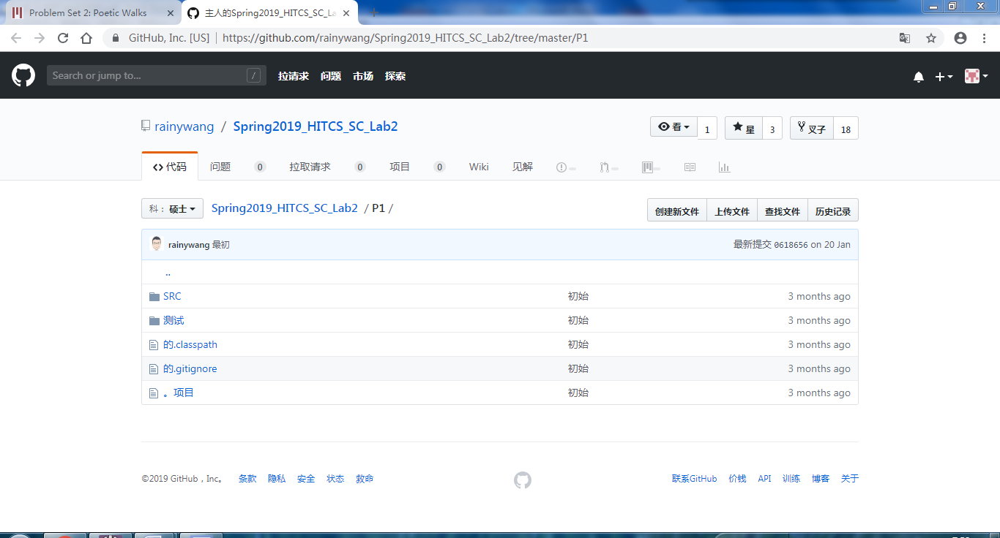 Problem Set 2: Poetic Walks
主人的Spring2019_HITCS_SC_La
GitHub, Inc. [US] | https://github.com/rainywang/Spring2019_HITCS_SC_Lab2/tree/master/P1
Search or jump to... / 拉请求 问题 市场 探索
rainywang / Spring2019_HITCS_SC_Lab2 看 1 星 3 叉子 18
代码 问题 0 拉取请求 0 项目 0 Wiki 见解
科：硕士 Spring2019_HITCS_SC_Lab2 / P1 / 创建新文件 上传文件 查找文件 历史记录
rainywang 最初 最新提交 0618656 on 20 Jan
..
SRC 初始 3 months ago
测试 初始 3 months ago
的.classpath 初始 3 months ago
的.gitignore 初始 3 months ago
。项目 初始 3 months ago
©2019 GitHub，Inc。 条款 隐私 安全 状态 救命 联系GitHub 价钱 API 训练 博客 关于